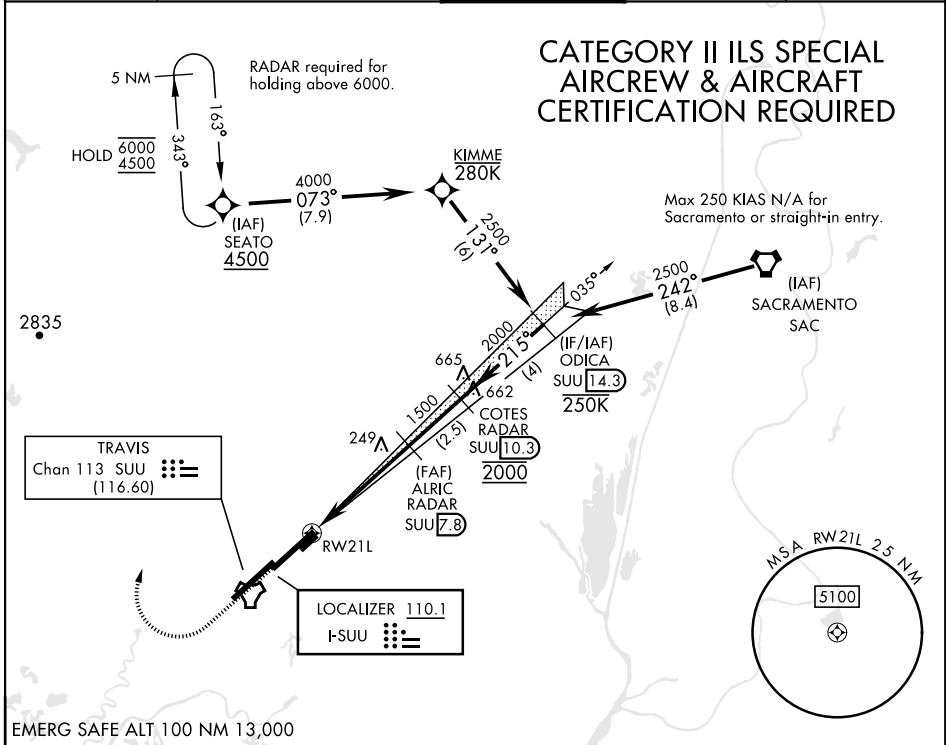 CATEGORY II ILS SPECIAL
AIRCREW & AIRCRAFT
CERTIFICATION REQUIRED
5 NM
RADAR required for
holding above 6000.
163°
343°
HOLD 6000
4500
KIMME
280K
4000
073°
(7.9)
(IAF)
SEATO
4500
Max 250 KIAS N/A for
Sacramento or straight-in entry.
2500
131°
(6)
035°
2500
242°
(8.4)
(IAF)
SACRAMENTO
SAC
2835
2000
215°
(4)
(IF/IAF)
ODICA
SUU 14.3
250K
665
662
1500
(2.5)
COTES
RADAR
SUU 10.3
2000
249
(FAF)
ALRIC
RADAR
SUU 7.8
TRAVIS
Chan 113 SUU
(116.60)
RW21L
LOCALIZER 110.1
I-SUU
MSA RW21L 25 NM
5100
EMERG SAFE ALT 100 NM 13,000